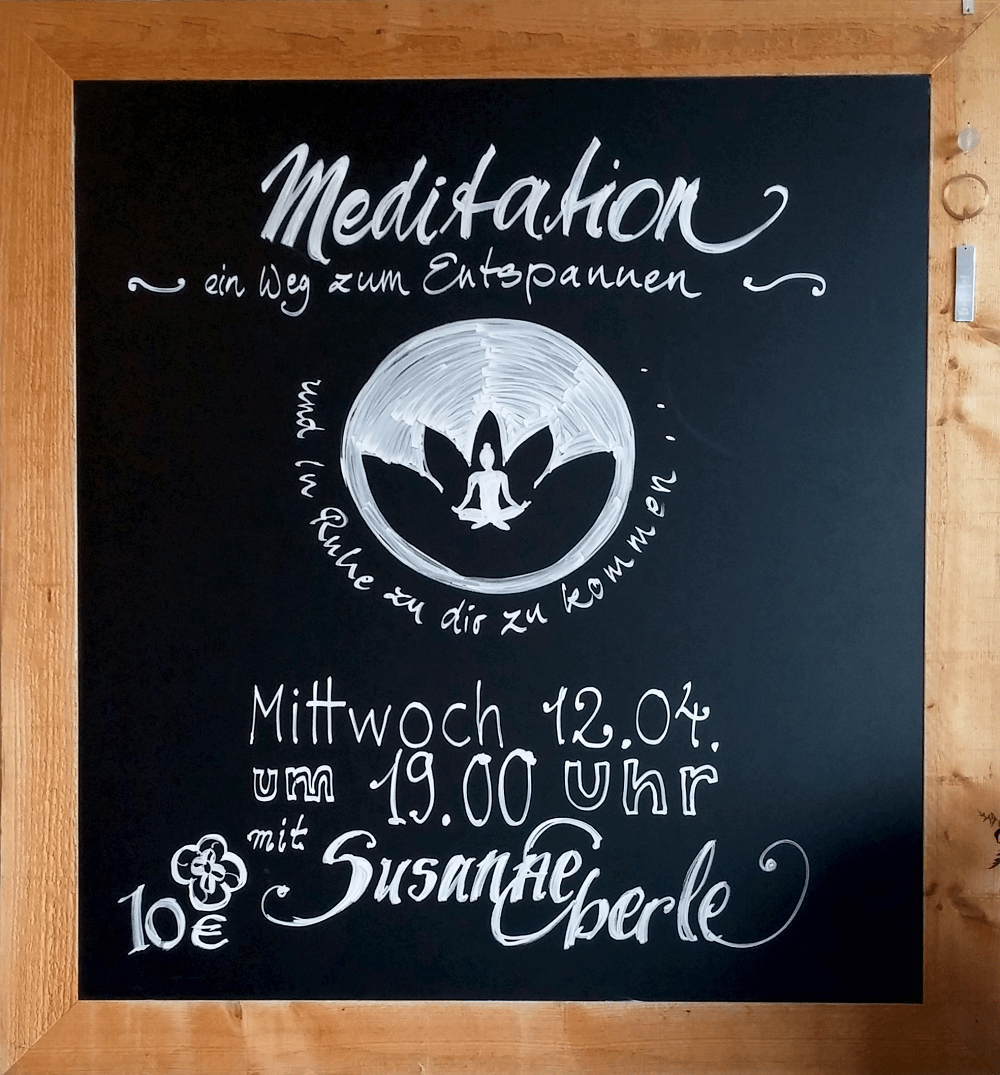 Meditation
~ ein Weg zum Entspannen ~
und in Ruhe zu dir zu kommen ...
Mittwoch 12.04.
um 19.00 Uhr
mit Susanne Eberle
10€